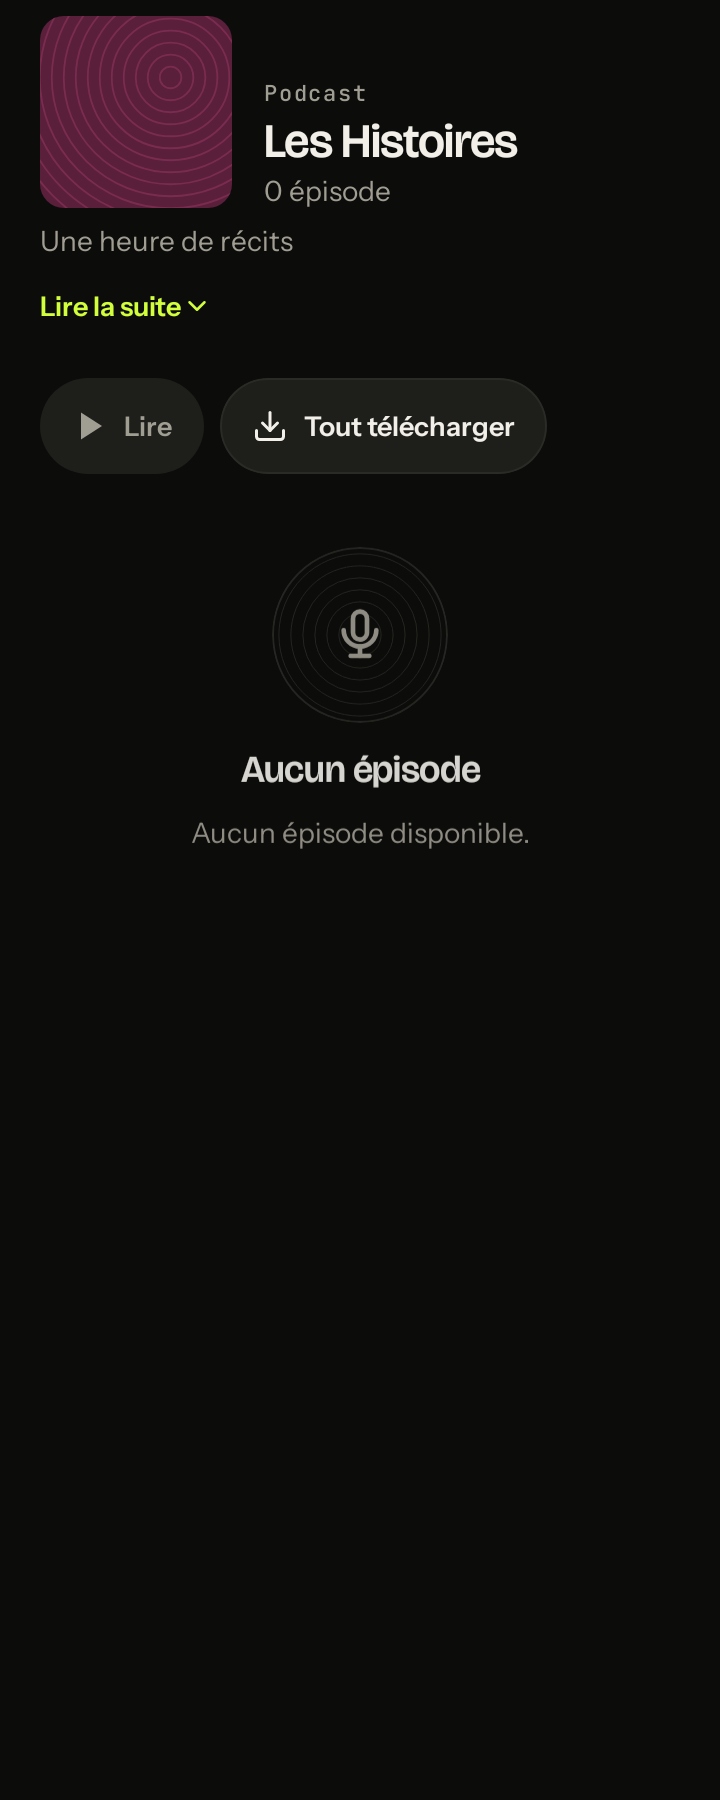 Podcast
Les Histoires
0 épisode
Une heure de récits
Lire la suite
Lire
Tout télécharger
Aucun épisode
Aucun épisode disponible.